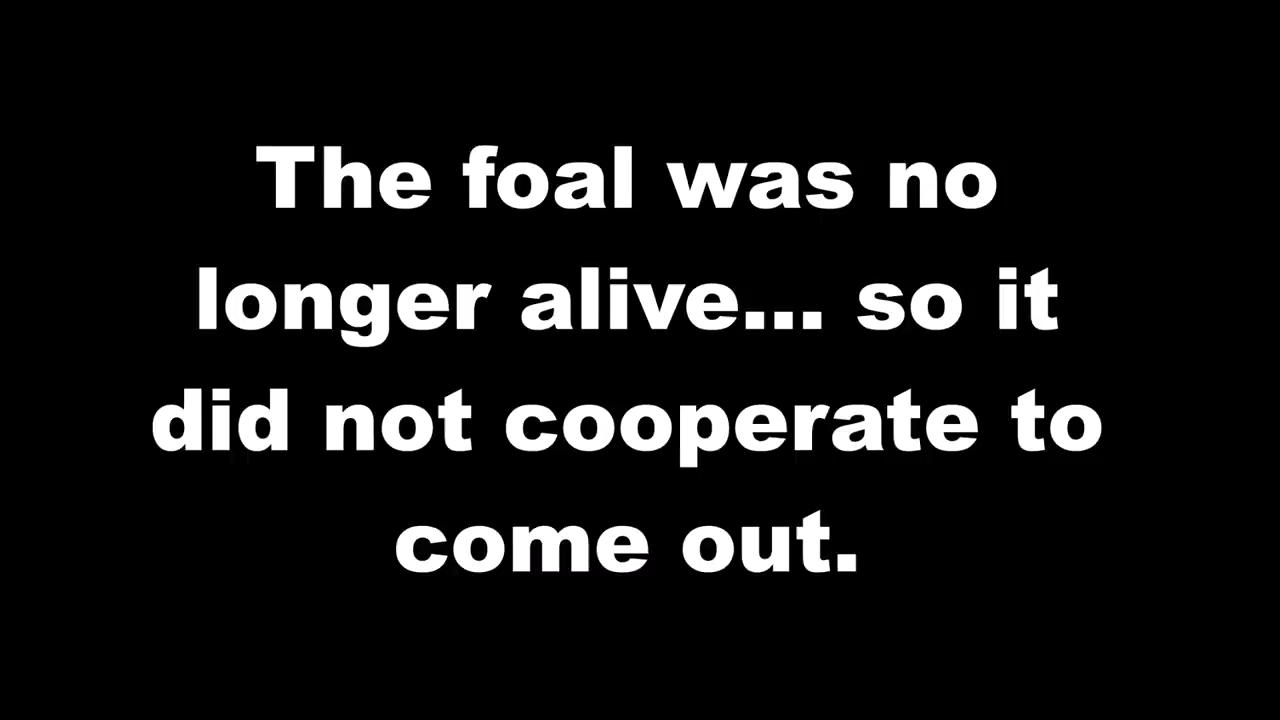 The foal was no
longer alive... so it
did not cooperate to
come out.